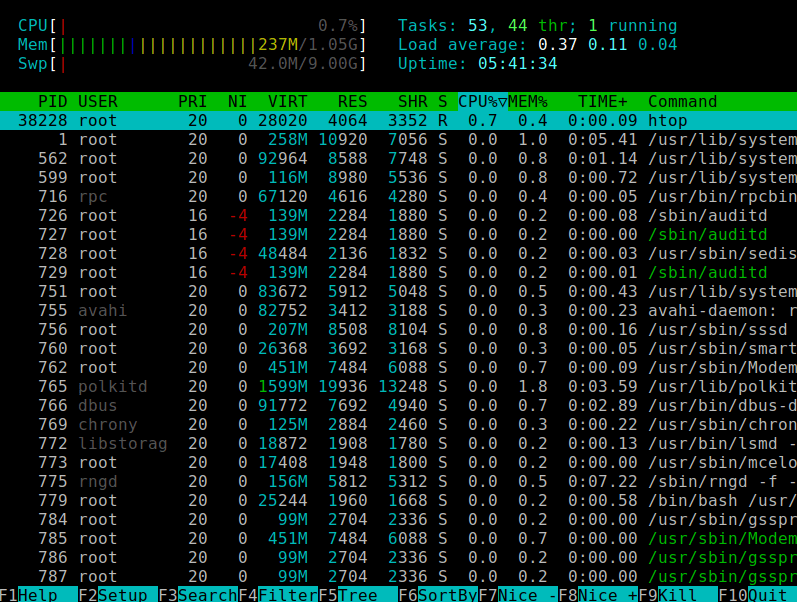 CPU[| 0.7%] Tasks: 53, 44 thr; 1 running
Mem[||||||||||||||||||||237M/1.05G] Load average: 0.37 0.11 0.04
Swp[| 42.0M/9.00G] Uptime: 05:41:34
PID USER PRI NI VIRT RES SHR S CPU%▽MEM% TIME+ Command
38228 root 20 0 28020 4064 3352 R 0.7 0.4 0:00.09 htop
1 root 20 0 258M 10920 7056 S 0.0 1.0 0:05.41 /usr/lib/system
562 root 20 0 92964 8588 7748 S 0.0 0.8 0:01.14 /usr/lib/system
599 root 20 0 116M 8980 5536 S 0.0 0.8 0:00.72 /usr/lib/system
716 rpc 20 0 67120 4616 4280 S 0.0 0.4 0:00.05 /usr/bin/rpcbin
726 root 16 -4 139M 2284 1880 S 0.0 0.2 0:00.08 /sbin/auditd
727 root 16 -4 139M 2284 1880 S 0.0 0.2 0:00.00 /sbin/auditd
728 root 16 -4 48484 2136 1832 S 0.0 0.2 0:00.03 /usr/sbin/sedis
729 root 16 -4 139M 2284 1880 S 0.0 0.2 0:00.01 /sbin/auditd
751 root 20 0 83672 5912 5048 S 0.0 0.5 0:00.43 /usr/lib/system
755 avahi 20 0 82752 3412 3188 S 0.0 0.3 0:00.23 avahi-daemon: r
756 root 20 0 207M 8508 8104 S 0.0 0.8 0:00.16 /usr/sbin/sssd
760 root 20 0 26368 3692 3168 S 0.0 0.3 0:00.05 /usr/sbin/smart
762 root 20 0 451M 7484 6088 S 0.0 0.7 0:00.09 /usr/sbin/Modem
765 polkitd 20 0 1599M 19936 13248 S 0.0 1.8 0:03.59 /usr/lib/polkit
766 dbus 20 0 91772 7692 4940 S 0.0 0.7 0:02.89 /usr/bin/dbus-d
769 chrony 20 0 125M 2884 2460 S 0.0 0.3 0:00.22 /usr/sbin/chron
772 libstorag 20 0 18872 1908 1780 S 0.0 0.2 0:00.13 /usr/bin/lsmd -
773 root 20 0 17408 1948 1800 S 0.0 0.2 0:00.00 /usr/sbin/mcelo
775 rngd 20 0 156M 5812 5312 S 0.0 0.5 0:07.22 /sbin/rngd -f -
779 root 20 0 25244 1960 1668 S 0.0 0.2 0:00.58 /bin/bash /usr/
784 root 20 0 99M 2704 2336 S 0.0 0.2 0:00.00 /usr/sbin/gsspr
785 root 20 0 451M 7484 6088 S 0.0 0.7 0:00.00 /usr/sbin/Modem
786 root 20 0 99M 2704 2336 S 0.0 0.2 0:00.00 /usr/sbin/gsspr
787 root 20 0 99M 2704 2336 S 0.0 0.2 0:00.00 /usr/sbin/gsspr
F1Help F2Setup F3SearchF4FilterF5Tree F6SortByF7Nice -F8Nice +F9Kill F10Quit